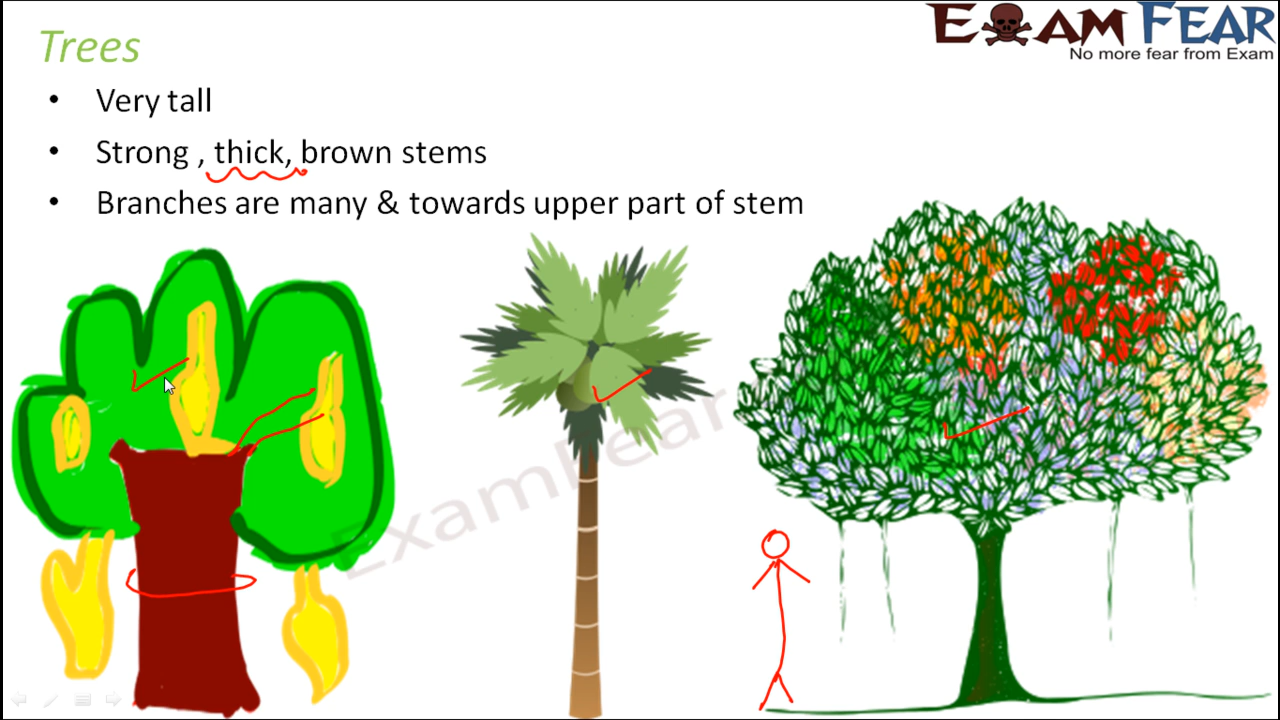 Trees
EXAM FEAR
No more fear from Exam
• Very tall
• Strong , thick, brown stems
• Branches are many & towards upper part of stem
ExamFear